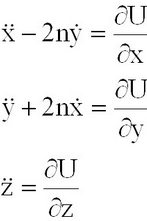 ẍ − 2nẏ = ∂U/∂x
ÿ + 2nẋ = ∂U/∂y
z̈ = ∂U/∂z